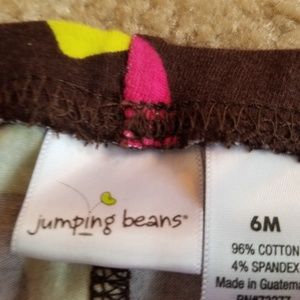 jumping beans®
6M
96% COTTON
4% SPANDEX
Made in Guatem